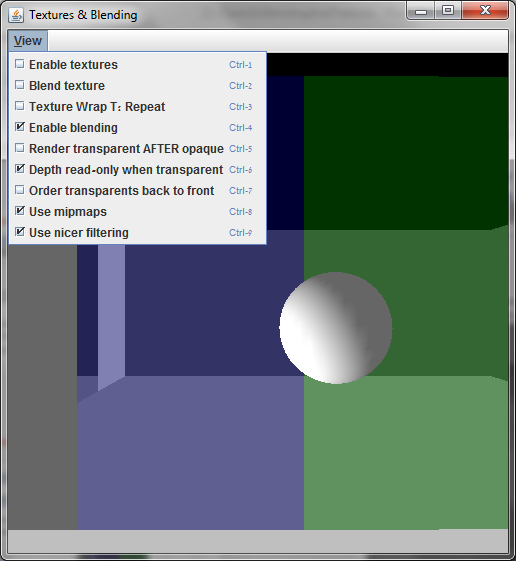 Textures & Blending
View
Enable textures Ctrl-1
Blend texture Ctrl-2
Texture Wrap T: Repeat Ctrl-3
Enable blending Ctrl-4
Render transparent AFTER opaque Ctrl-5
Depth read-only when transparent Ctrl-6
Order transparents back to front Ctrl-7
Use mipmaps Ctrl-8
Use nicer filtering Ctrl-9